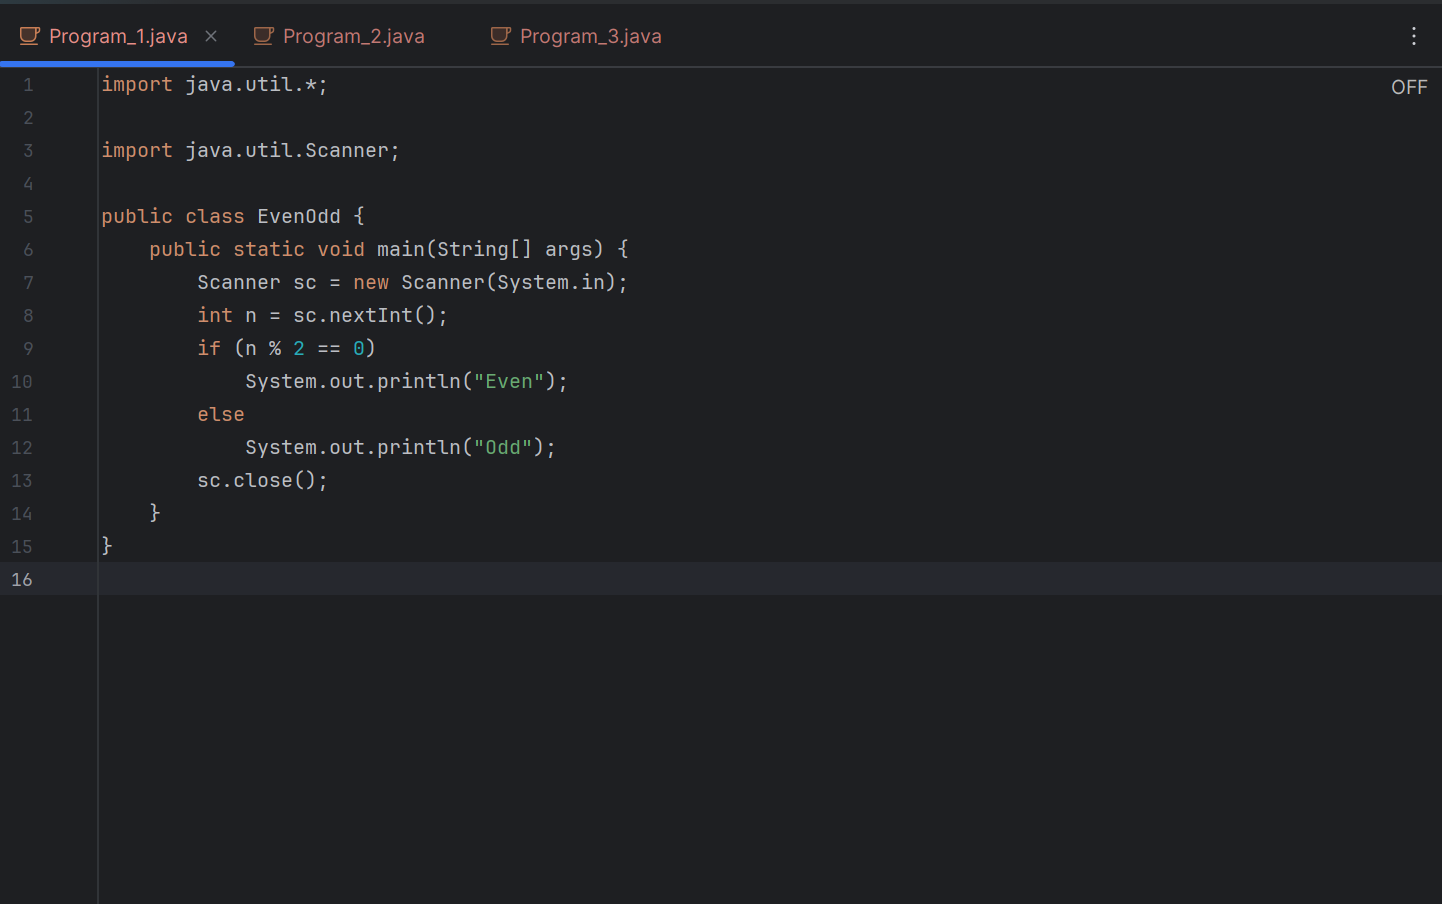 Program_1.java Program_2.java Program_3.java
OFF
1 import java.util.*;
2
3 import java.util.Scanner;
4
5 public class EvenOdd {
6     public static void main(String[] args) {
7         Scanner sc = new Scanner(System.in);
8         int n = sc.nextInt();
9         if (n % 2 == 0)
10             System.out.println("Even");
11         else
12             System.out.println("Odd");
13         sc.close();
14     }
15 }
16